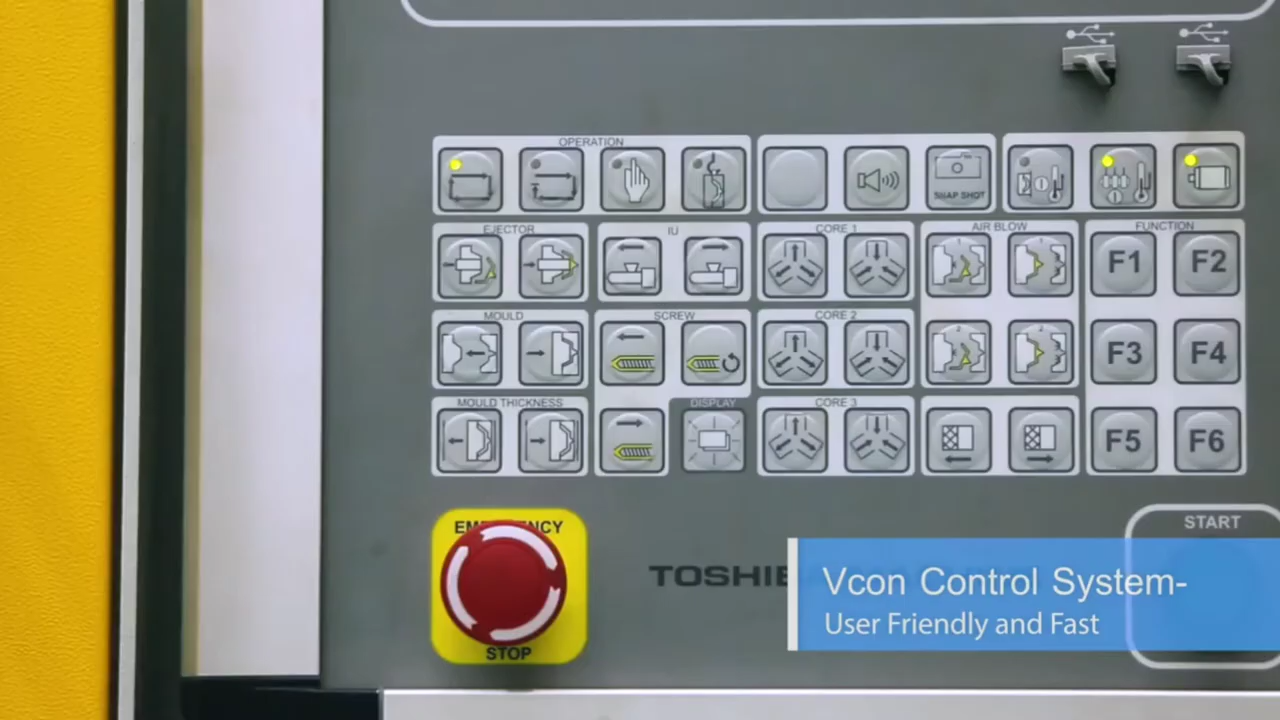 OPERATION
SNAP SHOT
EJECTOR
IU
CORE 1
AIR BLOW
FUNCTION
F1
F2
MOULD
SCREW
CORE 2
F3
F4
MOULD THICKNESS
DISPLAY
CORE 3
F5
F6
EMERGENCY
STOP
START
TOSHIB
Vcon Control System-
User Friendly and Fast